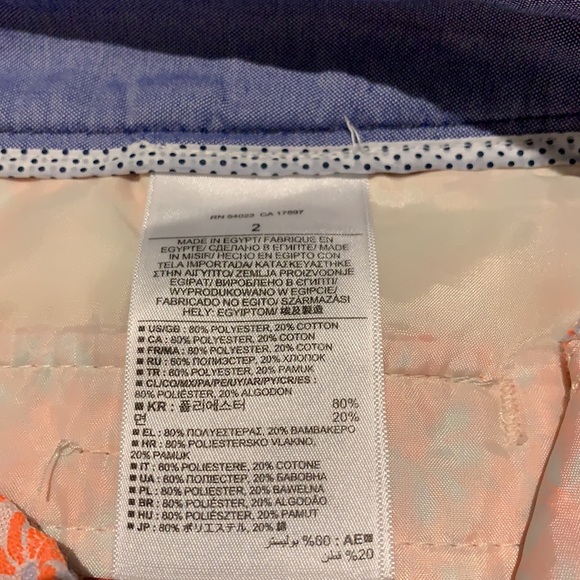 RN 54023 CA 17897
2
MADE IN EGYPT/ FABRIQUE EN
EGYPTE/ СДЕЛАНО В ЕГИПТЕ/ MADE
IN MISIR/ HECHO EN EGIPTO CON
TELA IMPORTADA/ ΚΑΤΑΣΚΕΥΑΣΤΗΚΕ
ΣΤΗΝ ΑΙΓΥΠΤΟ/ ZEMLJA PROIZVODNJE
EGIPAT/ ВИРОБЛЕНО В ЄГИПТІ/
WYPRODUKOWANO W EGIPCIE/
FABRICADO NO EGITO/ SZÁRMAZÁSI
HELY: EGYIPTOM/ 埃及製造
■ US/GB : 80% POLYESTER, 20% COTTON
■ CA : 80% POLYESTER, 20% COTTON
■ FR/MA : 80% POLYESTER, 20% COTON
■ RU : 80% ПОЛИЭСТЕР, 20% ХЛОПОК
■ TR : 80% POLYESTER, 20% PAMUK
■ CL/CO/MX/PA/PE/UY/AR/PY/CR/ES :
80% POLIÉSTER, 20% ALGODON
■ KR : 폴리에스터 80%
면 20%
■ EL : 80% ΠΟΛΥΕΣΤΕΡΑΣ, 20% ΒΑΜΒΑΚΕΡΟ
■ HR : 80% POLIESTERSKO VLAKNO,
20% PAMUK
■ IT : 80% POLIESTERE, 20% COTONE
■ UA : 80% ПОЛІЕСТЕР, 20% БАВОВНА
■ PL : 80% POLIESTER, 20% BAWEŁNA
■ BR : 80% POLIÉSTER, 20% ALGODÃO
■ HU : 80% POLIÉSZTER, 20% PAMUT
■ JP : 80% ポリエステル, 20% 綿
■ AE: 80% بوليستر
20% قطن